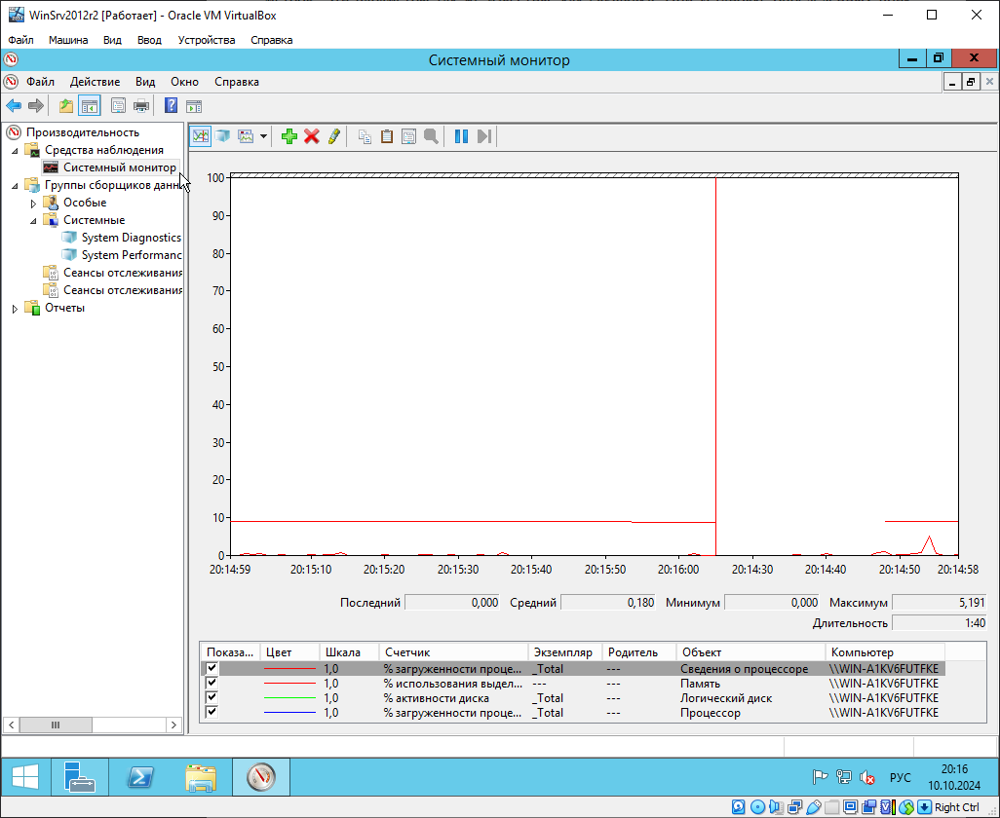 WinSrv2012r2 [Работает] - Oracle VM VirtualBox
Файл Машина Вид Ввод Устройства Справка
Системный монитор
Файл Действие Вид Окно Справка
Производительность
Средства наблюдения
Системный монитор
Группы сборщиков данн
Особые
Системные
System Diagnostics
System Performanc
Сеансы отслеживания
Сеансы отслеживания
Отчеты
100
90
80
70
60
50
40
30
20
10
0
20:14:59 20:15:10 20:15:20 20:15:30 20:15:40 20:15:50 20:16:00 20:14:30 20:14:40 20:14:50 20:14:58
Последний 0,000 Средний 0,180 Минимум 0,000 Максимум 5,191
Длительность 1:40
Показа... Цвет Шкала Счетчик Экземпляр Родитель Объект Компьютер
1,0 % загруженности проце... _Total --- Сведения о процессоре \\WIN-A1KV6FUTFKE
1,0 % использования выдел... --- --- Память \\WIN-A1KV6FUTFKE
1,0 % активности диска _Total --- Логический диск \\WIN-A1KV6FUTFKE
1,0 % загруженности проце... _Total --- Процессор \\WIN-A1KV6FUTFKE
РУС
20:16
10.10.2024
Right Ctrl